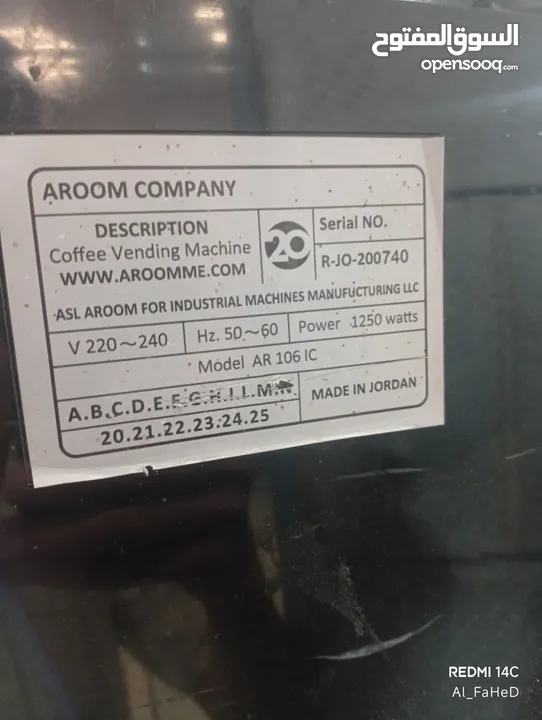 السوق المفتوح
opensooq.com
AROOM COMPANY
DESCRIPTION
Coffee Vending Machine
WWW.AROOMME.COM
20
Serial NO.
R-JO-200740
ASL AROOM FOR INDUSTRIAL MACHINES MANUFUCTURING LLC
V 220～240
Hz. 50～60
Power 1250 watts
Model AR 106 IC
A.B.C.D.E.F.G.H.I.L.M.N.
MADE IN JORDAN
20.21.22.23.24.25
REDMI 14C
Al_FaHeD